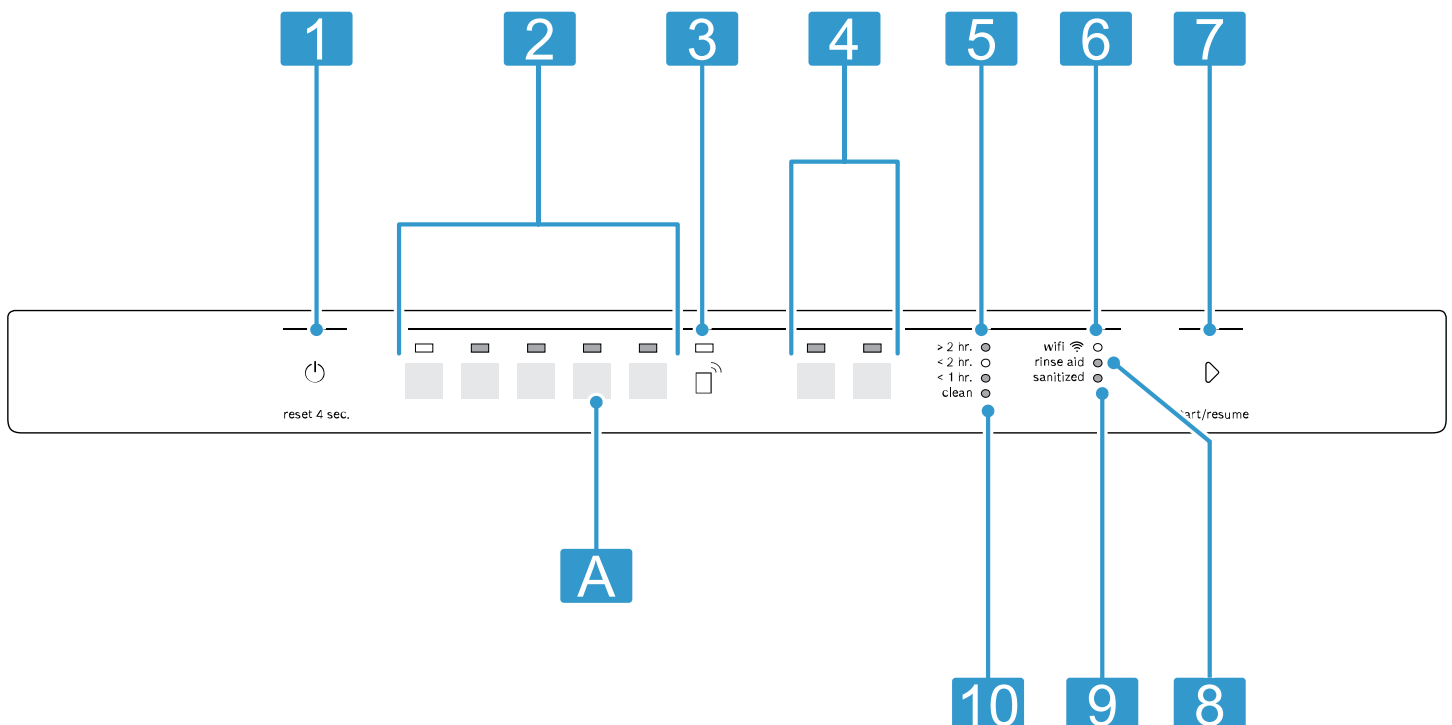 1 2 3 4 5 6 7
> 2 hr. wifi
< 2 hr. rinse aid
< 1 hr. sanitized
clean
reset 4 sec. art/resume
A
10 9 8